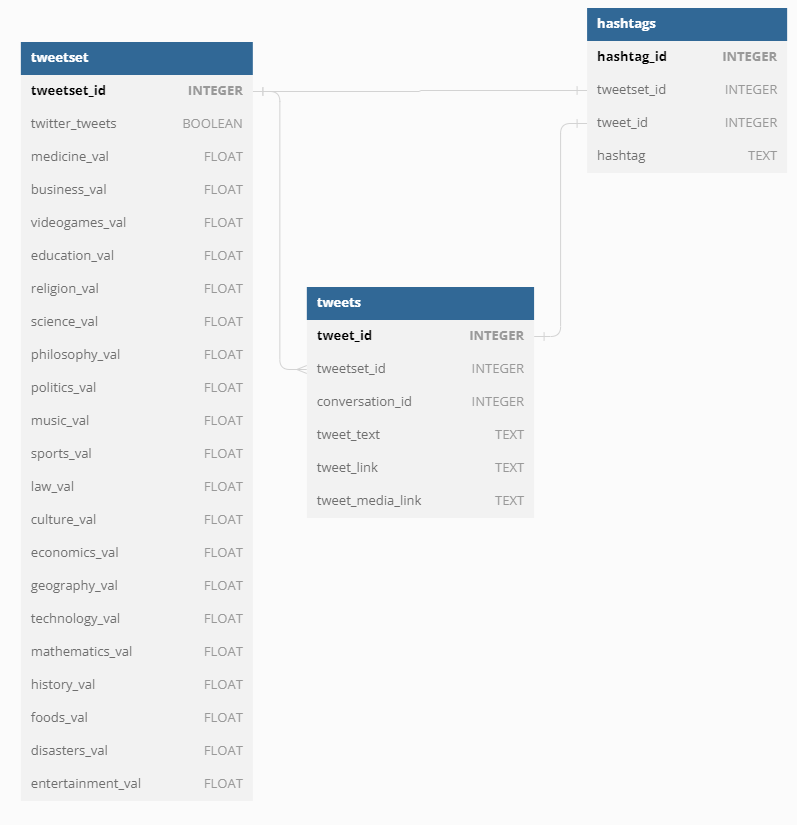 tweetset
tweetset_id INTEGER
twitter_tweets BOOLEAN
medicine_val FLOAT
business_val FLOAT
videogames_val FLOAT
education_val FLOAT
religion_val FLOAT
science_val FLOAT
philosophy_val FLOAT
politics_val FLOAT
music_val FLOAT
sports_val FLOAT
law_val FLOAT
culture_val FLOAT
economics_val FLOAT
geography_val FLOAT
technology_val FLOAT
mathematics_val FLOAT
history_val FLOAT
foods_val FLOAT
disasters_val FLOAT
entertainment_val FLOAT
tweets
tweet_id INTEGER
tweetset_id INTEGER
conversation_id INTEGER
tweet_text TEXT
tweet_link TEXT
tweet_media_link TEXT
hashtags
hashtag_id INTEGER
tweetset_id INTEGER
tweet_id INTEGER
hashtag TEXT